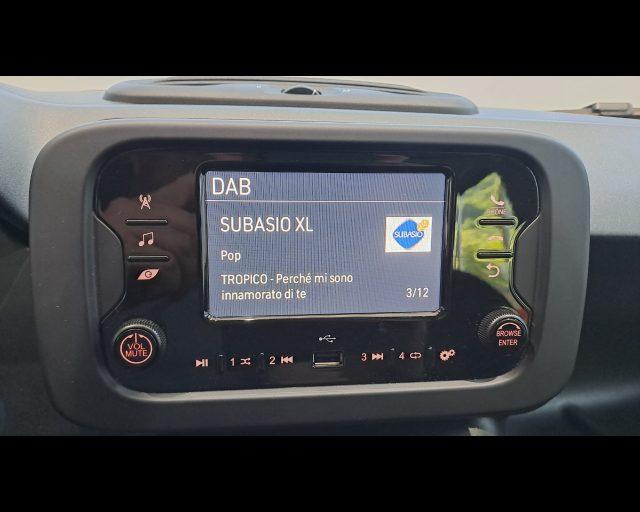 DAB
SUBASIO XL
SUBASIO
Pop
TROPICO - Perché mi sono
innamorato di te
3/12
PHONE
VOL
MUTE
BROWSE
ENTER
1
2
3
4